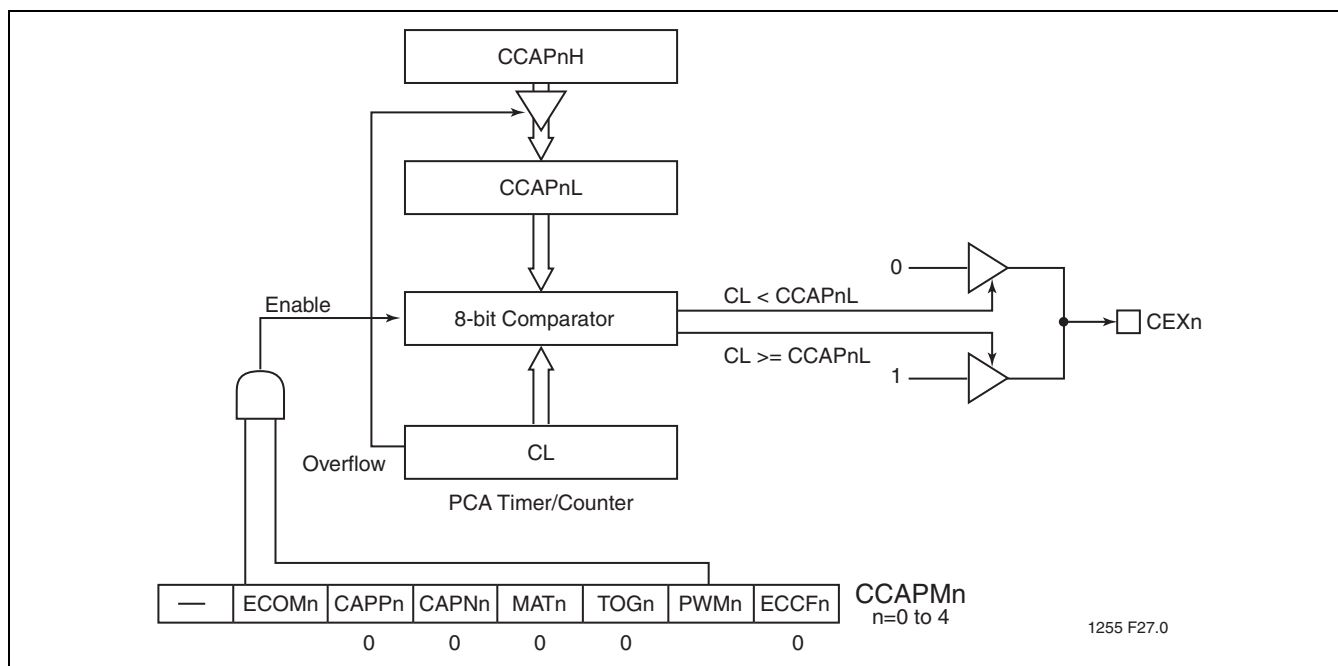 CCAPnH
CCAPnL
0
CL < CCAPnL
Enable
8-bit Comparator
CEXn
CL >= CCAPnL
1
CL
Overflow
PCA Timer/Counter
— ECOMn CAPPn CAPNn MATn TOGn PWMn ECCFn CCAPMn
n=0 to 4
0 0 0 0 0
1255 F27.0